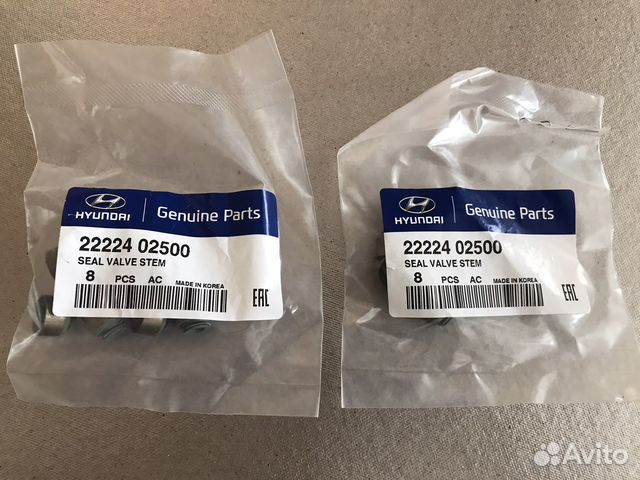 HYUNDAI
Genuine Parts
22224 02500
SEAL VALVE STEM
8 PCS AC MADE IN KOREA
EAC
HYUNDAI
Genuine Parts
22224 02500
SEAL VALVE STEM
8 PCS AC MADE IN KOREA
EAC
Avito